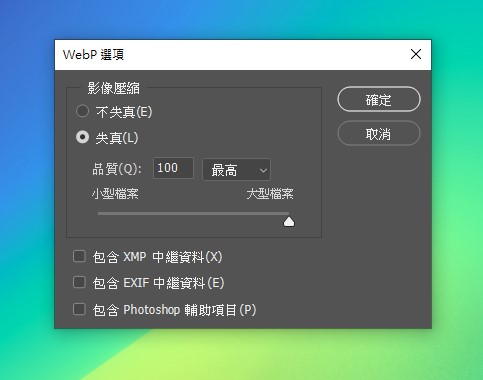 WebP 選項
影像壓縮
不失真(E)
失真(L)
品質(Q): 100 最高
小型檔案 大型檔案
包含 XMP 中繼資料(X)
包含 EXIF 中繼資料(E)
包含 Photoshop 輔助項目(P)
確定
取消